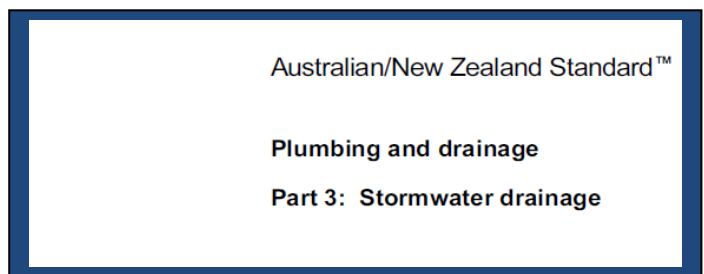 Australian/New Zealand Standard™
Plumbing and drainage
Part 3: Stormwater drainage